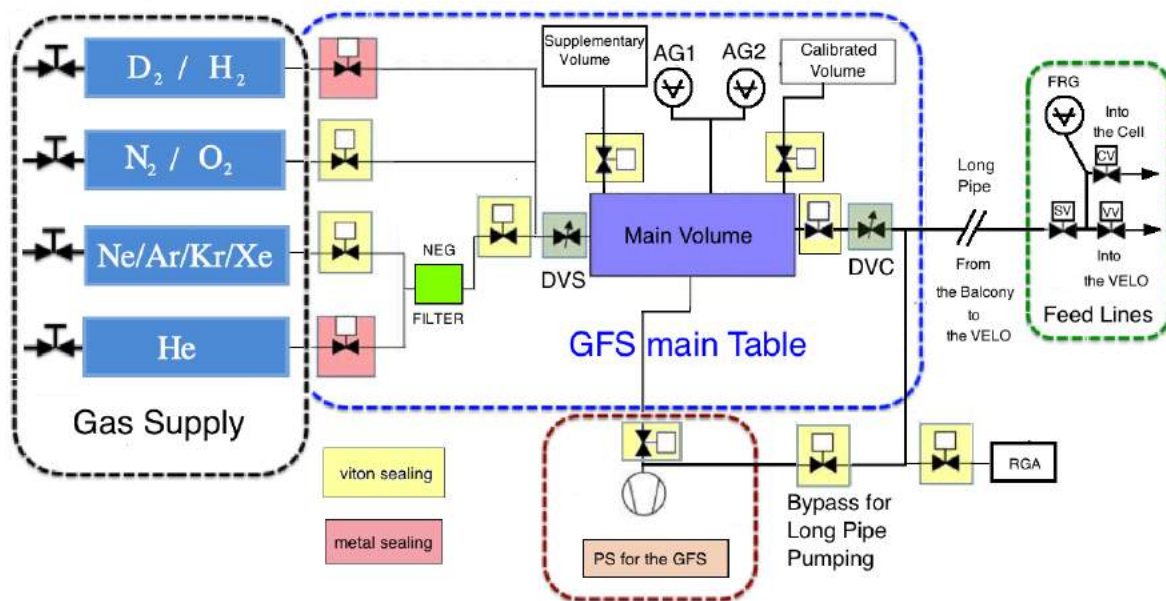 D₂ / H₂
N₂ / O₂
Ne/Ar/Kr/Xe
He
Gas Supply
Supplementary
Volume
AG1
AG2
Calibrated
Volume
NEG
FILTER
DVS
Main Volume
DVC
GFS main Table
Long
Pipe
From
the Balcony
to
the VELO
FRG
Into
the Cell
CV
SV
VV
Into
the VELO
Feed Lines
viton sealing
metal sealing
PS for the GFS
Bypass for
Long Pipe
Pumping
RGA